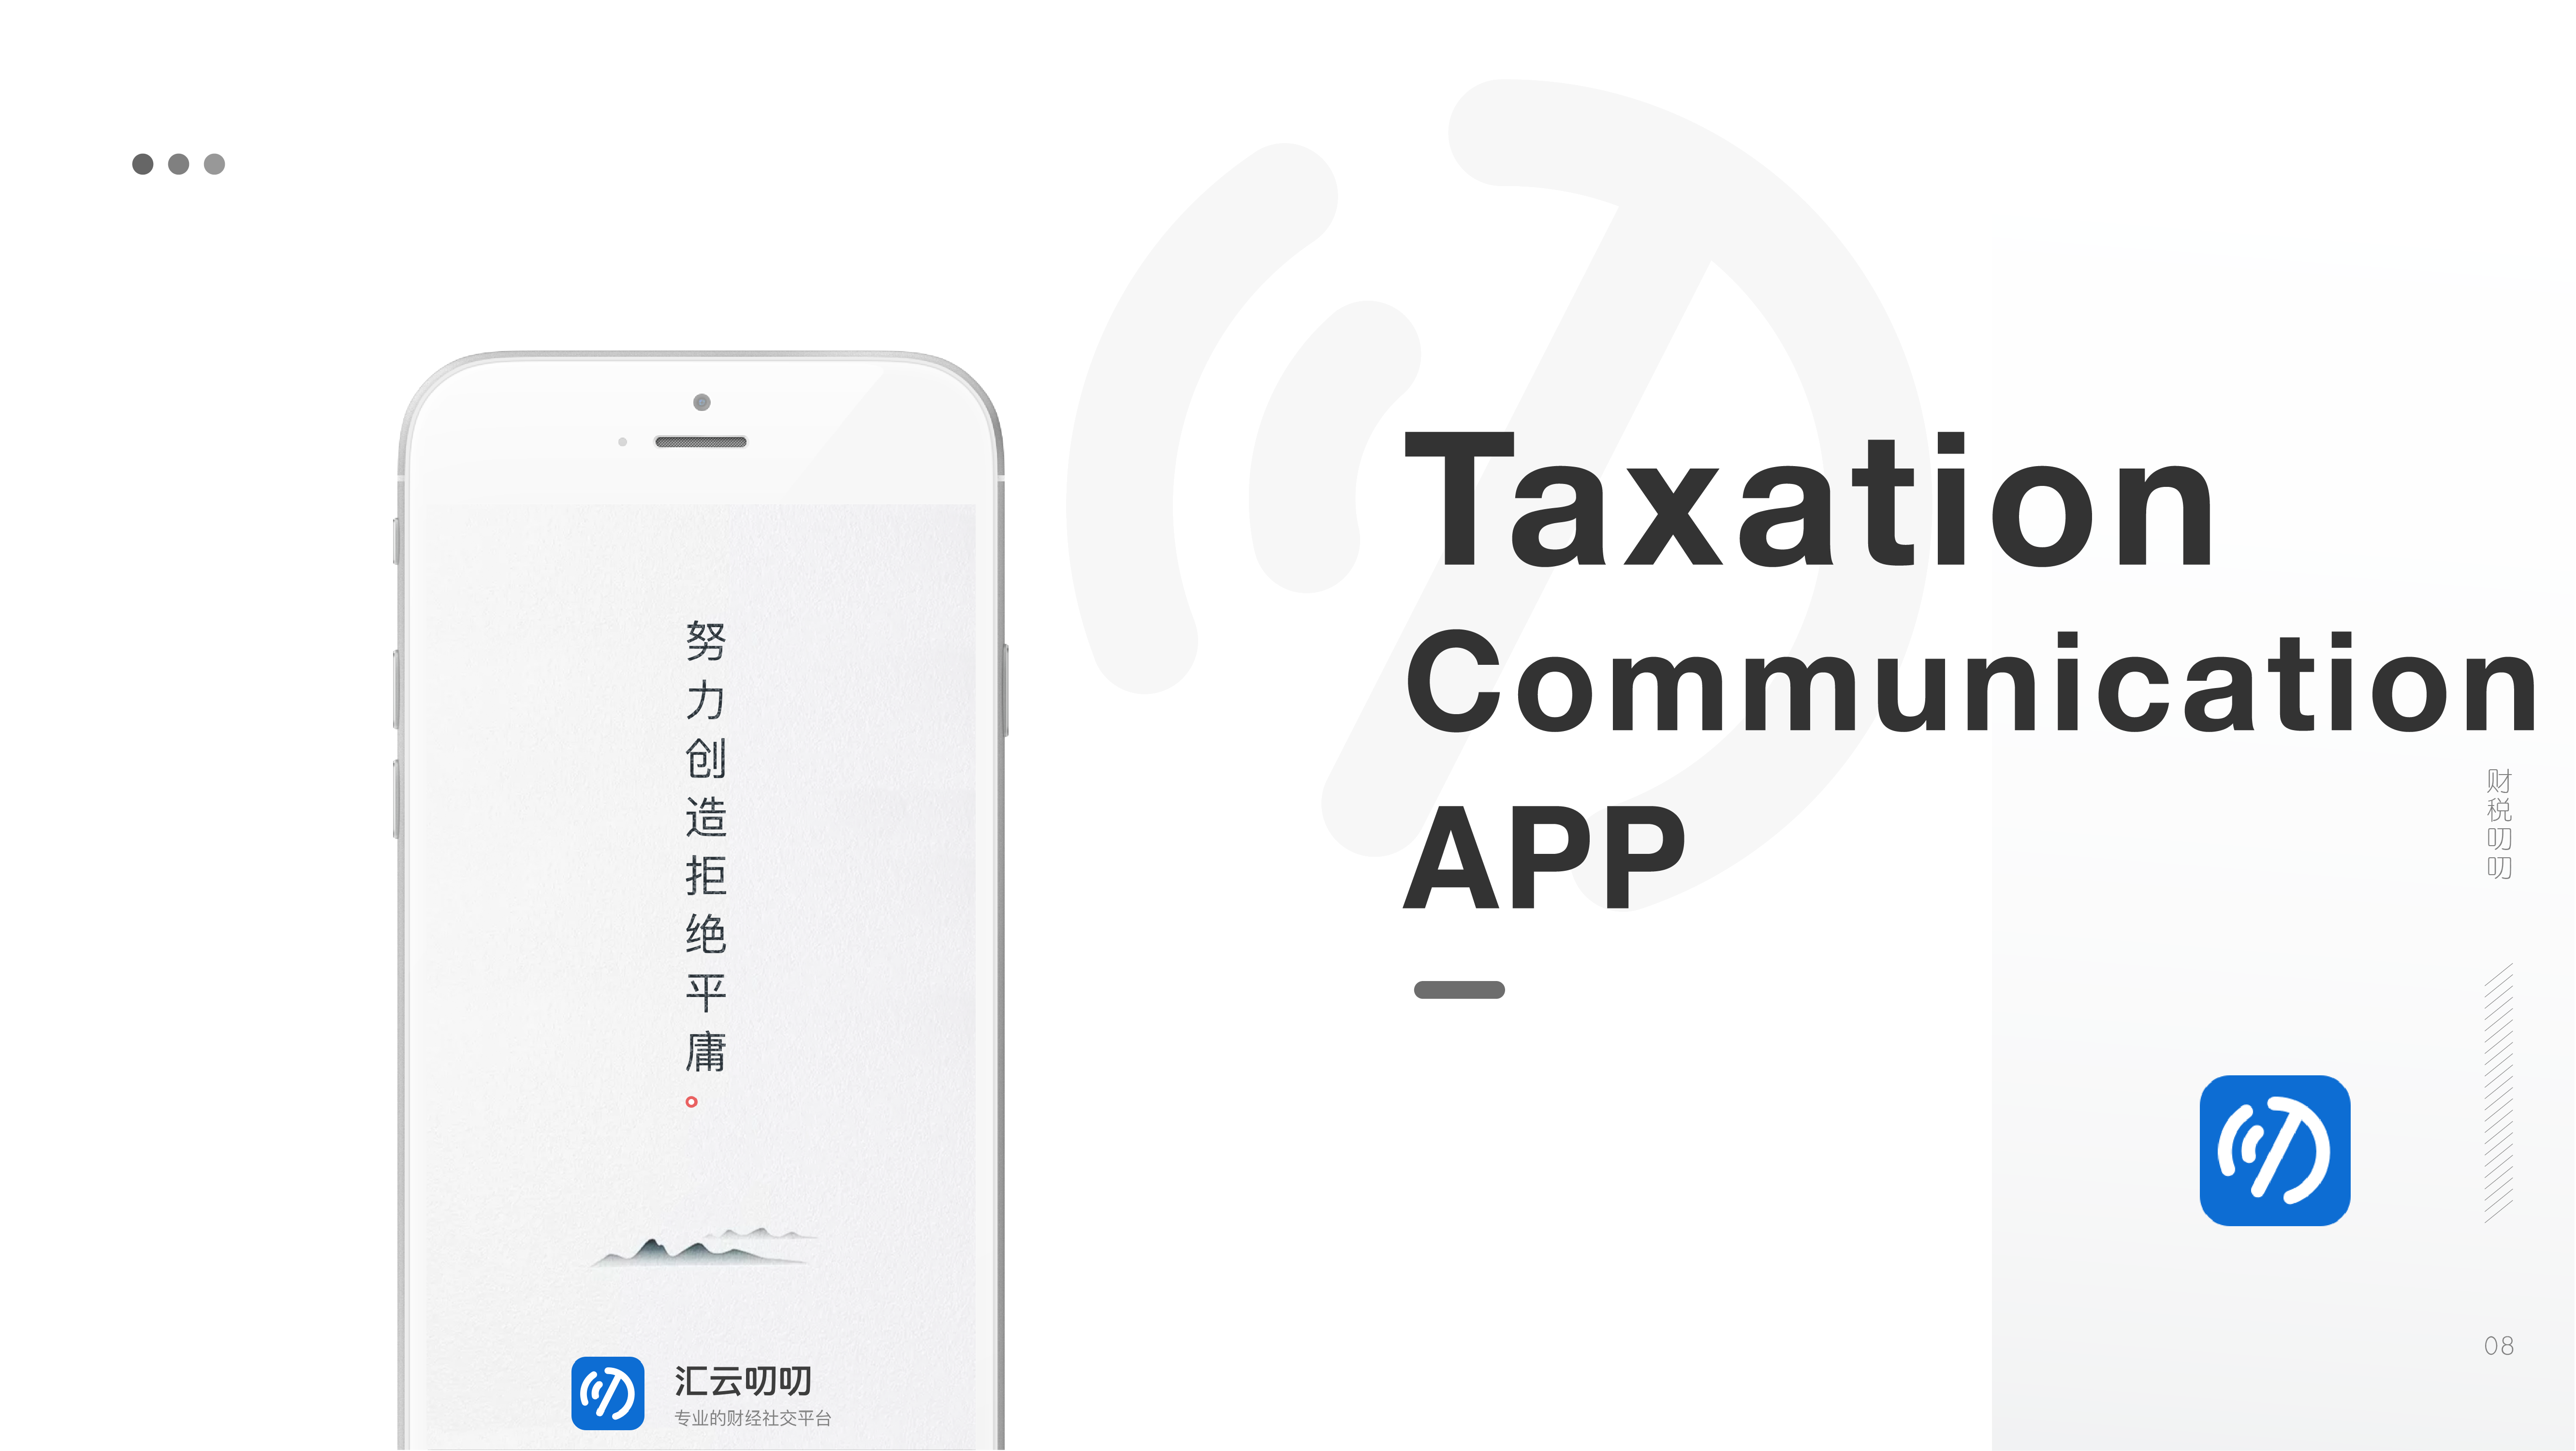 努力创造拒绝平庸
汇云叨叨
专业的财经社交平台
Taxation
Communication
APP
财税叨叨
08